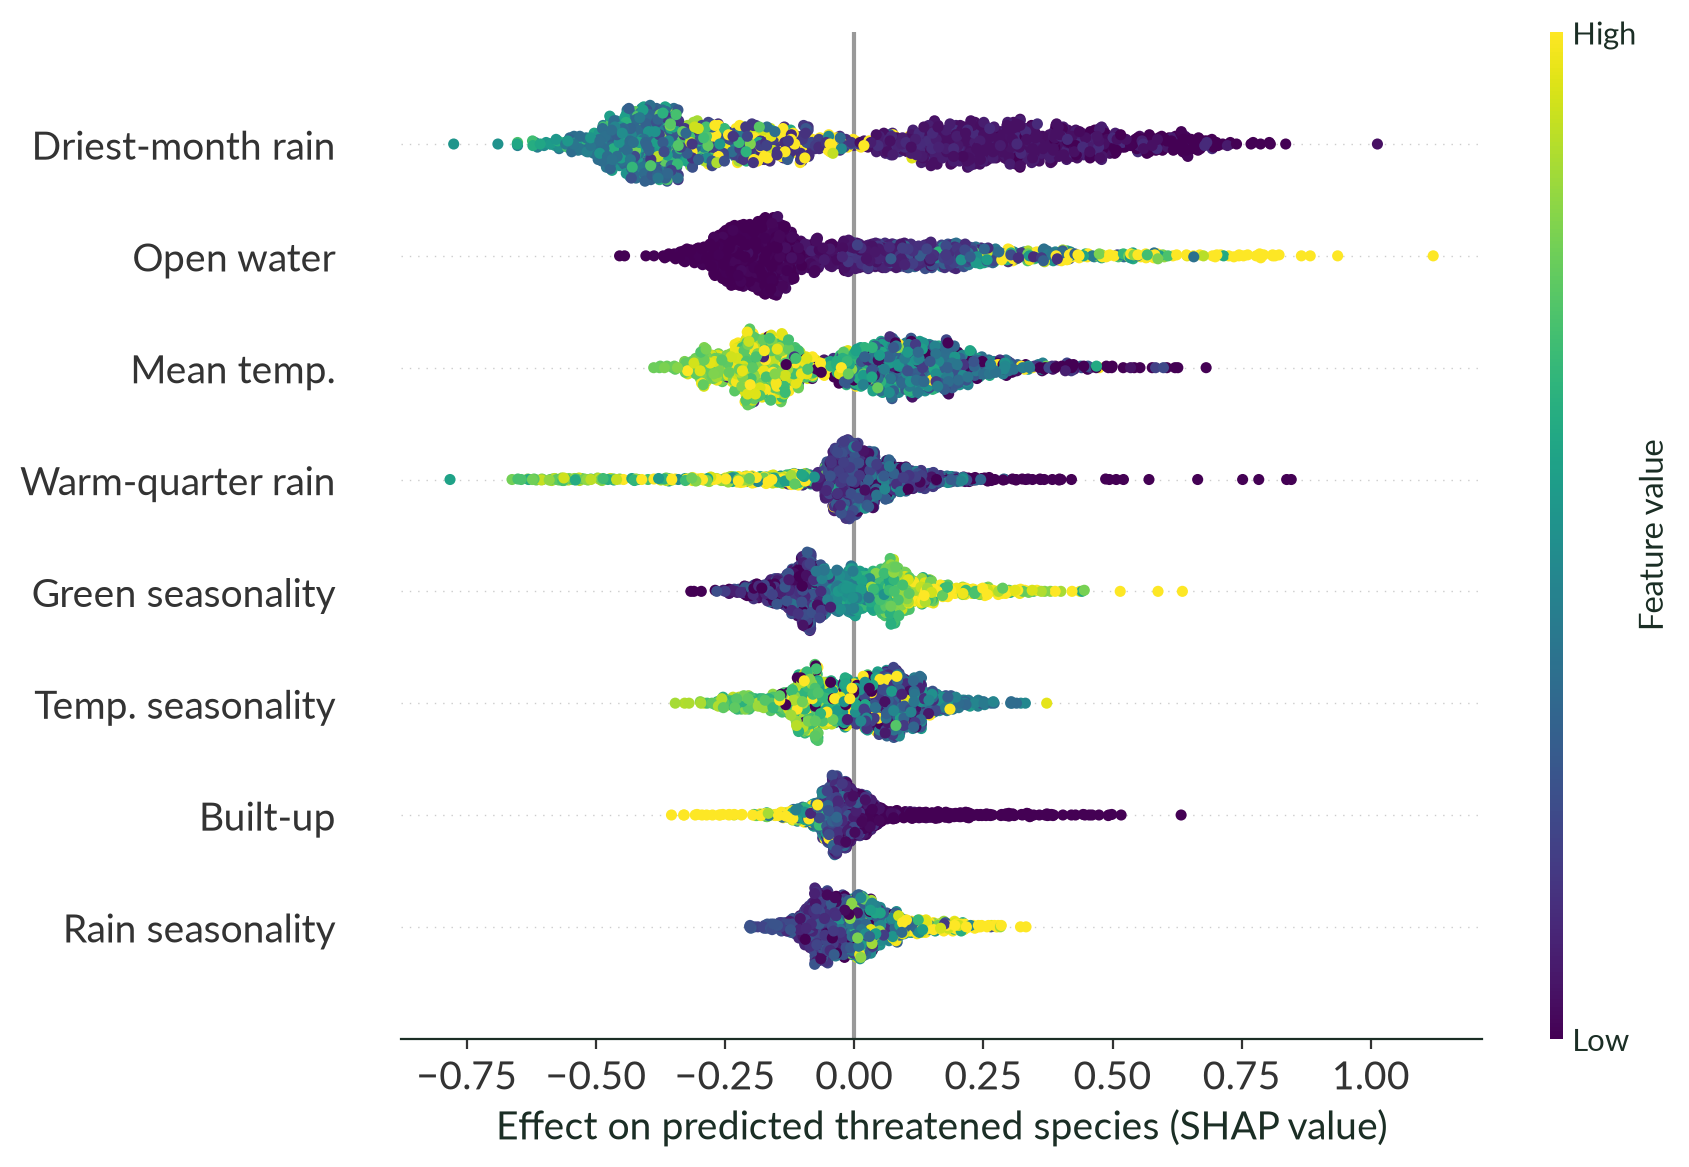 High
Driest-month rain
Open water
Mean temp.
Warm-quarter rain
Green seasonality
Temp. seasonality
Built-up
Rain seasonality
Feature value
Low
−0.75 −0.50 −0.25 0.00 0.25 0.50 0.75 1.00
Effect on predicted threatened species (SHAP value)